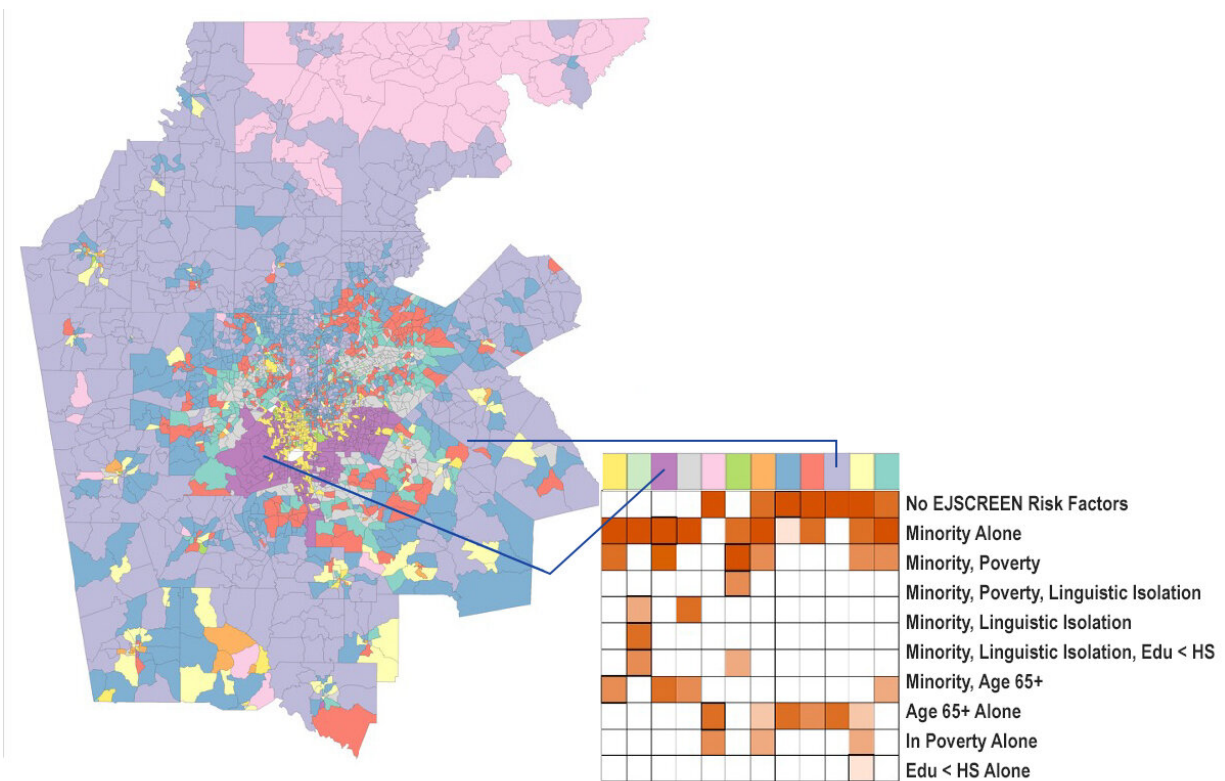 No EJSCREEN Risk Factors
Minority Alone
Minority, Poverty
Minority, Poverty, Linguistic Isolation
Minority, Linguistic Isolation
Minority, Linguistic Isolation, Edu < HS
Minority, Age 65+
Age 65+ Alone
In Poverty Alone
Edu < HS Alone